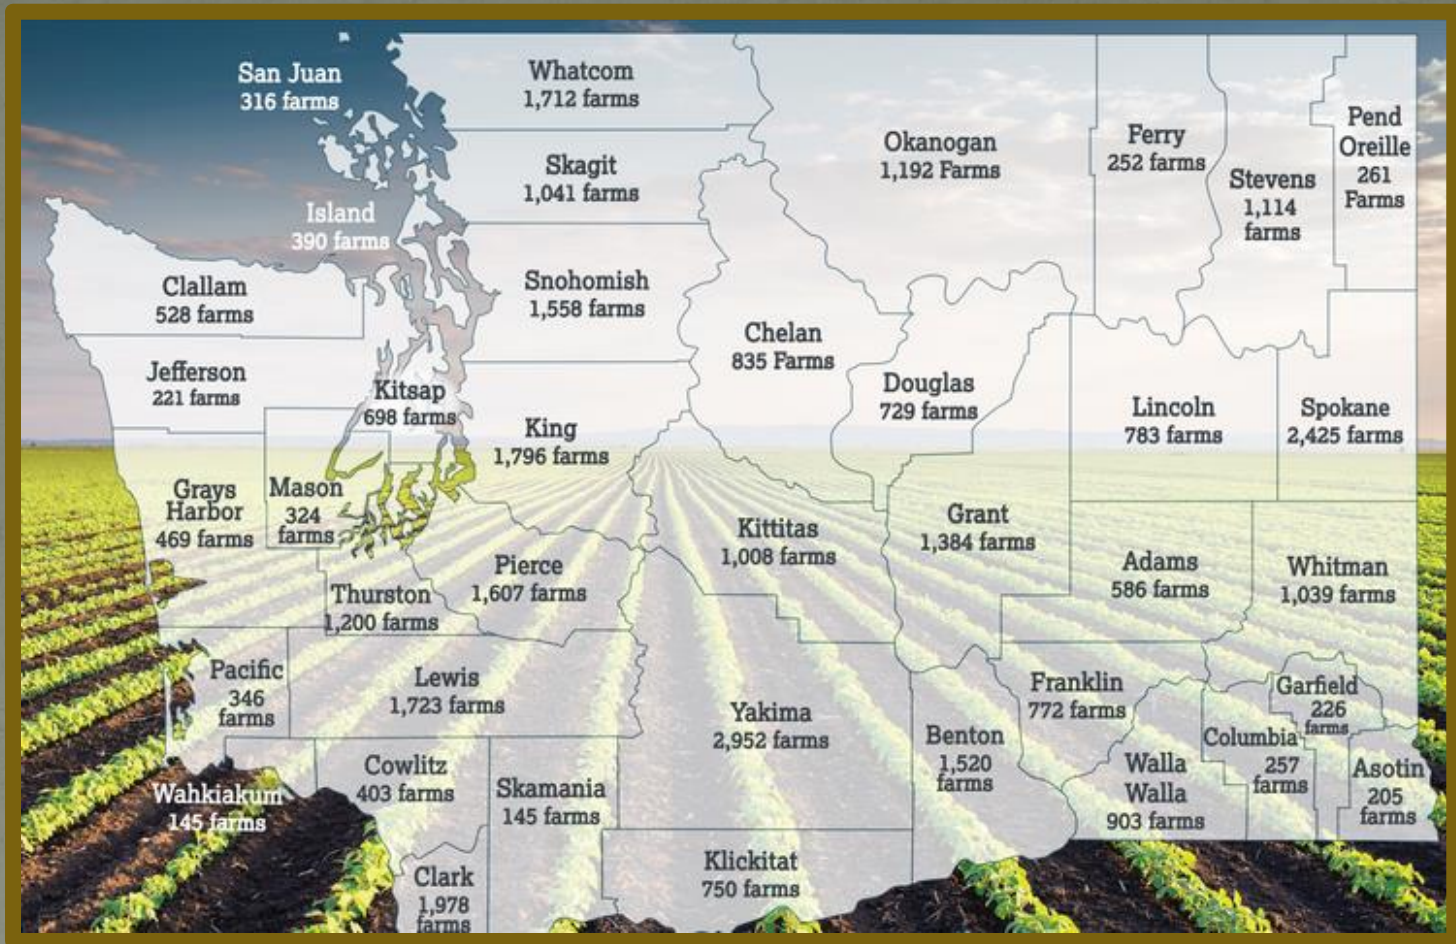 San Juan
316 farms
Whatcom
1,712 farms
Skagit
1,041 farms
Island
390 farms
Snohomish
1,558 farms
Okanogan
1,192 Farms
Ferry
252 farms
Stevens
1,114
farms
Pend
Oreille
261
Farms
Clallam
528 farms
Jefferson
221 farms
Kitsap
698 farms
King
1,796 farms
Chelan
835 Farms
Douglas
729 farms
Lincoln
783 farms
Spokane
2,425 farms
Grays
Harbor
469 farms
Mason
324
farms
Thurston
1,200 farms
Pierce
1,607 farms
Kittitas
1,008 farms
Grant
1,384 farms
Adams
586 farms
Whitman
1,039 farms
Pacific
346
farms
Lewis
1,723 farms
Yakima
2,952 farms
Benton
1,520
farms
Franklin
772 farms
Walla
Walla
903 farms
Columbia
257
farms
Garfield
226
farms
Asotin
205
farms
Wahkiakum
145 farms
Cowlitz
403 farms
Skamania
145 farms
Clark
1,978
farms
Klickitat
750 farms